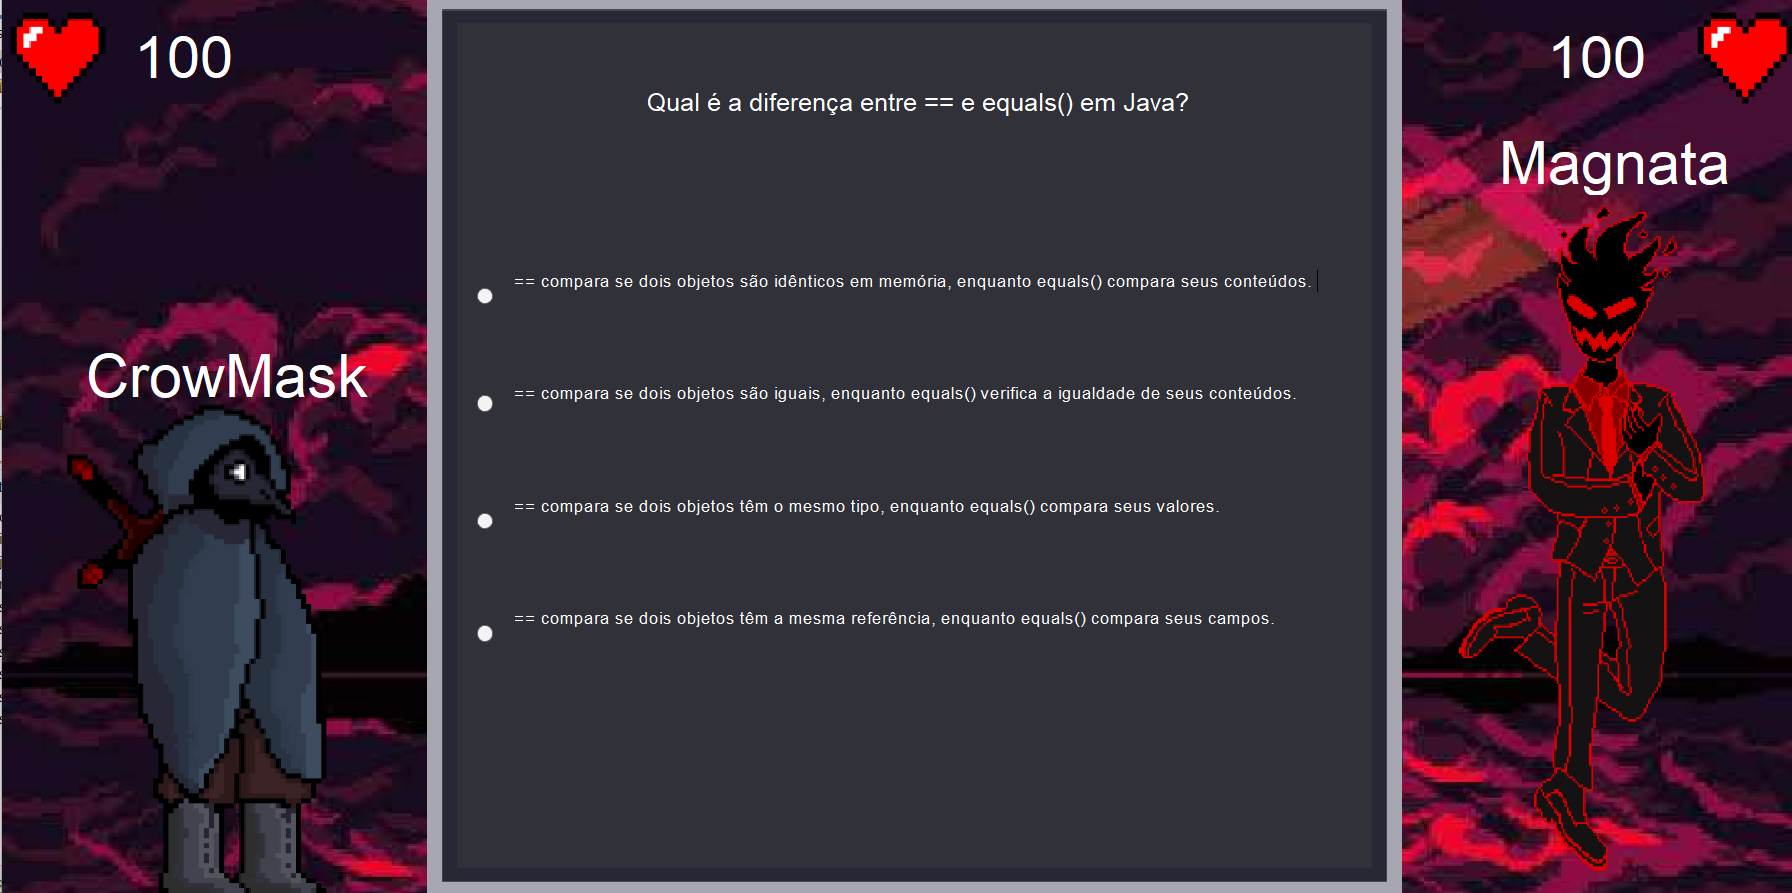 100
100
Qual é a diferença entre == e equals() em Java?
Magnata
== compara se dois objetos são idênticos em memória, enquanto equals() compara seus conteúdos.
CrowMask
== compara se dois objetos são iguais, enquanto equals() verifica a igualdade de seus conteúdos.
== compara se dois objetos têm o mesmo tipo, enquanto equals() compara seus valores.
== compara se dois objetos têm a mesma referência, enquanto equals() compara seus campos.